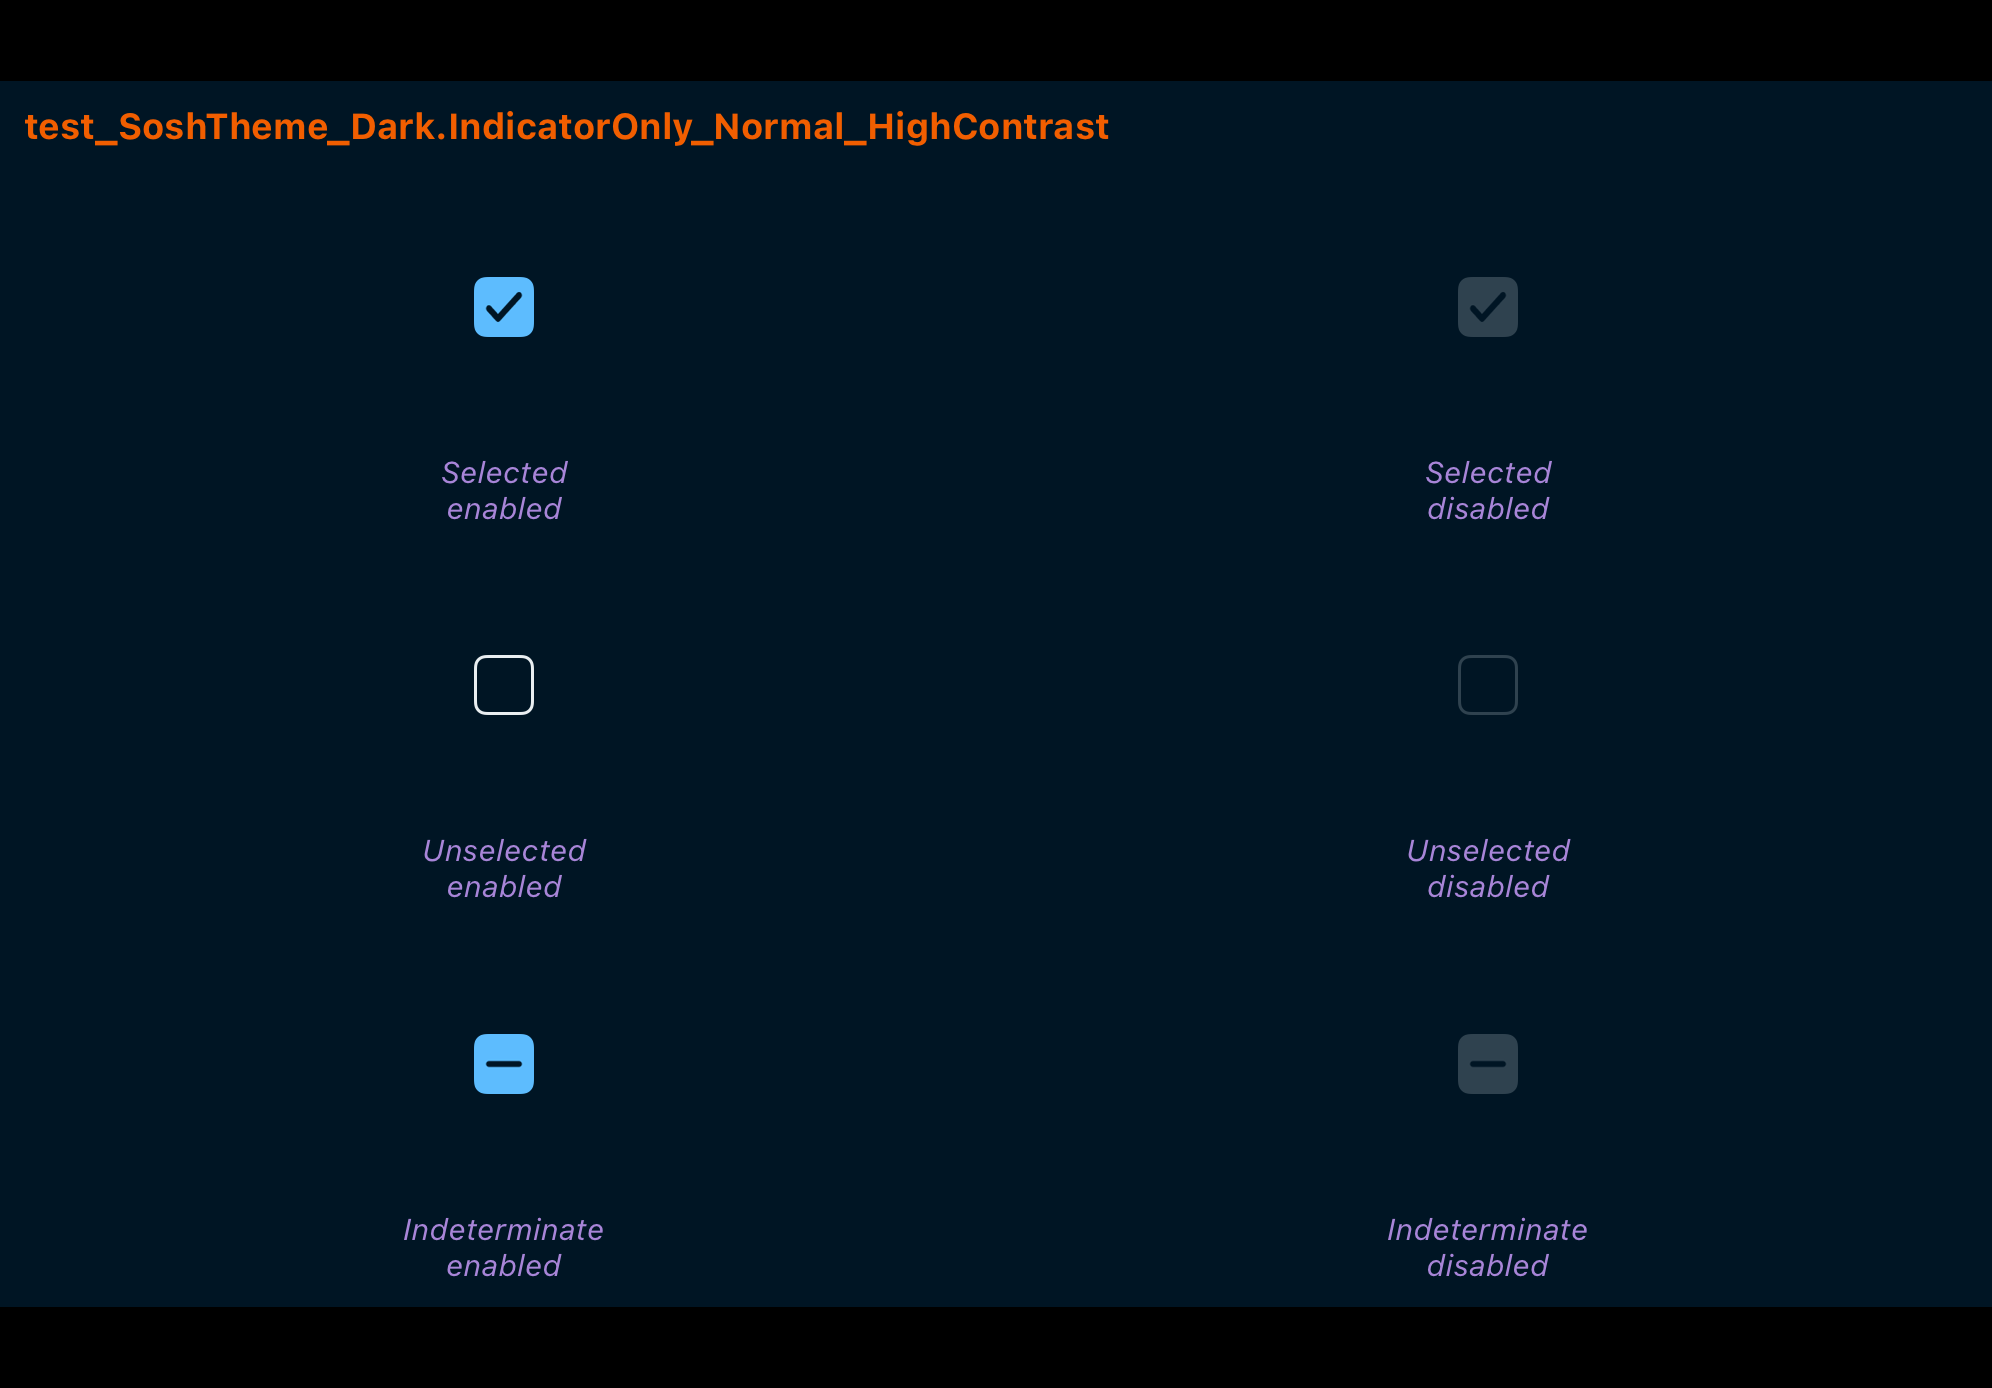 test_SoshTheme_Dark.IndicatorOnly_Normal_HighContrast
Selected
enabled
Selected
disabled
Unselected
enabled
Unselected
disabled
Indeterminate
enabled
Indeterminate
disabled